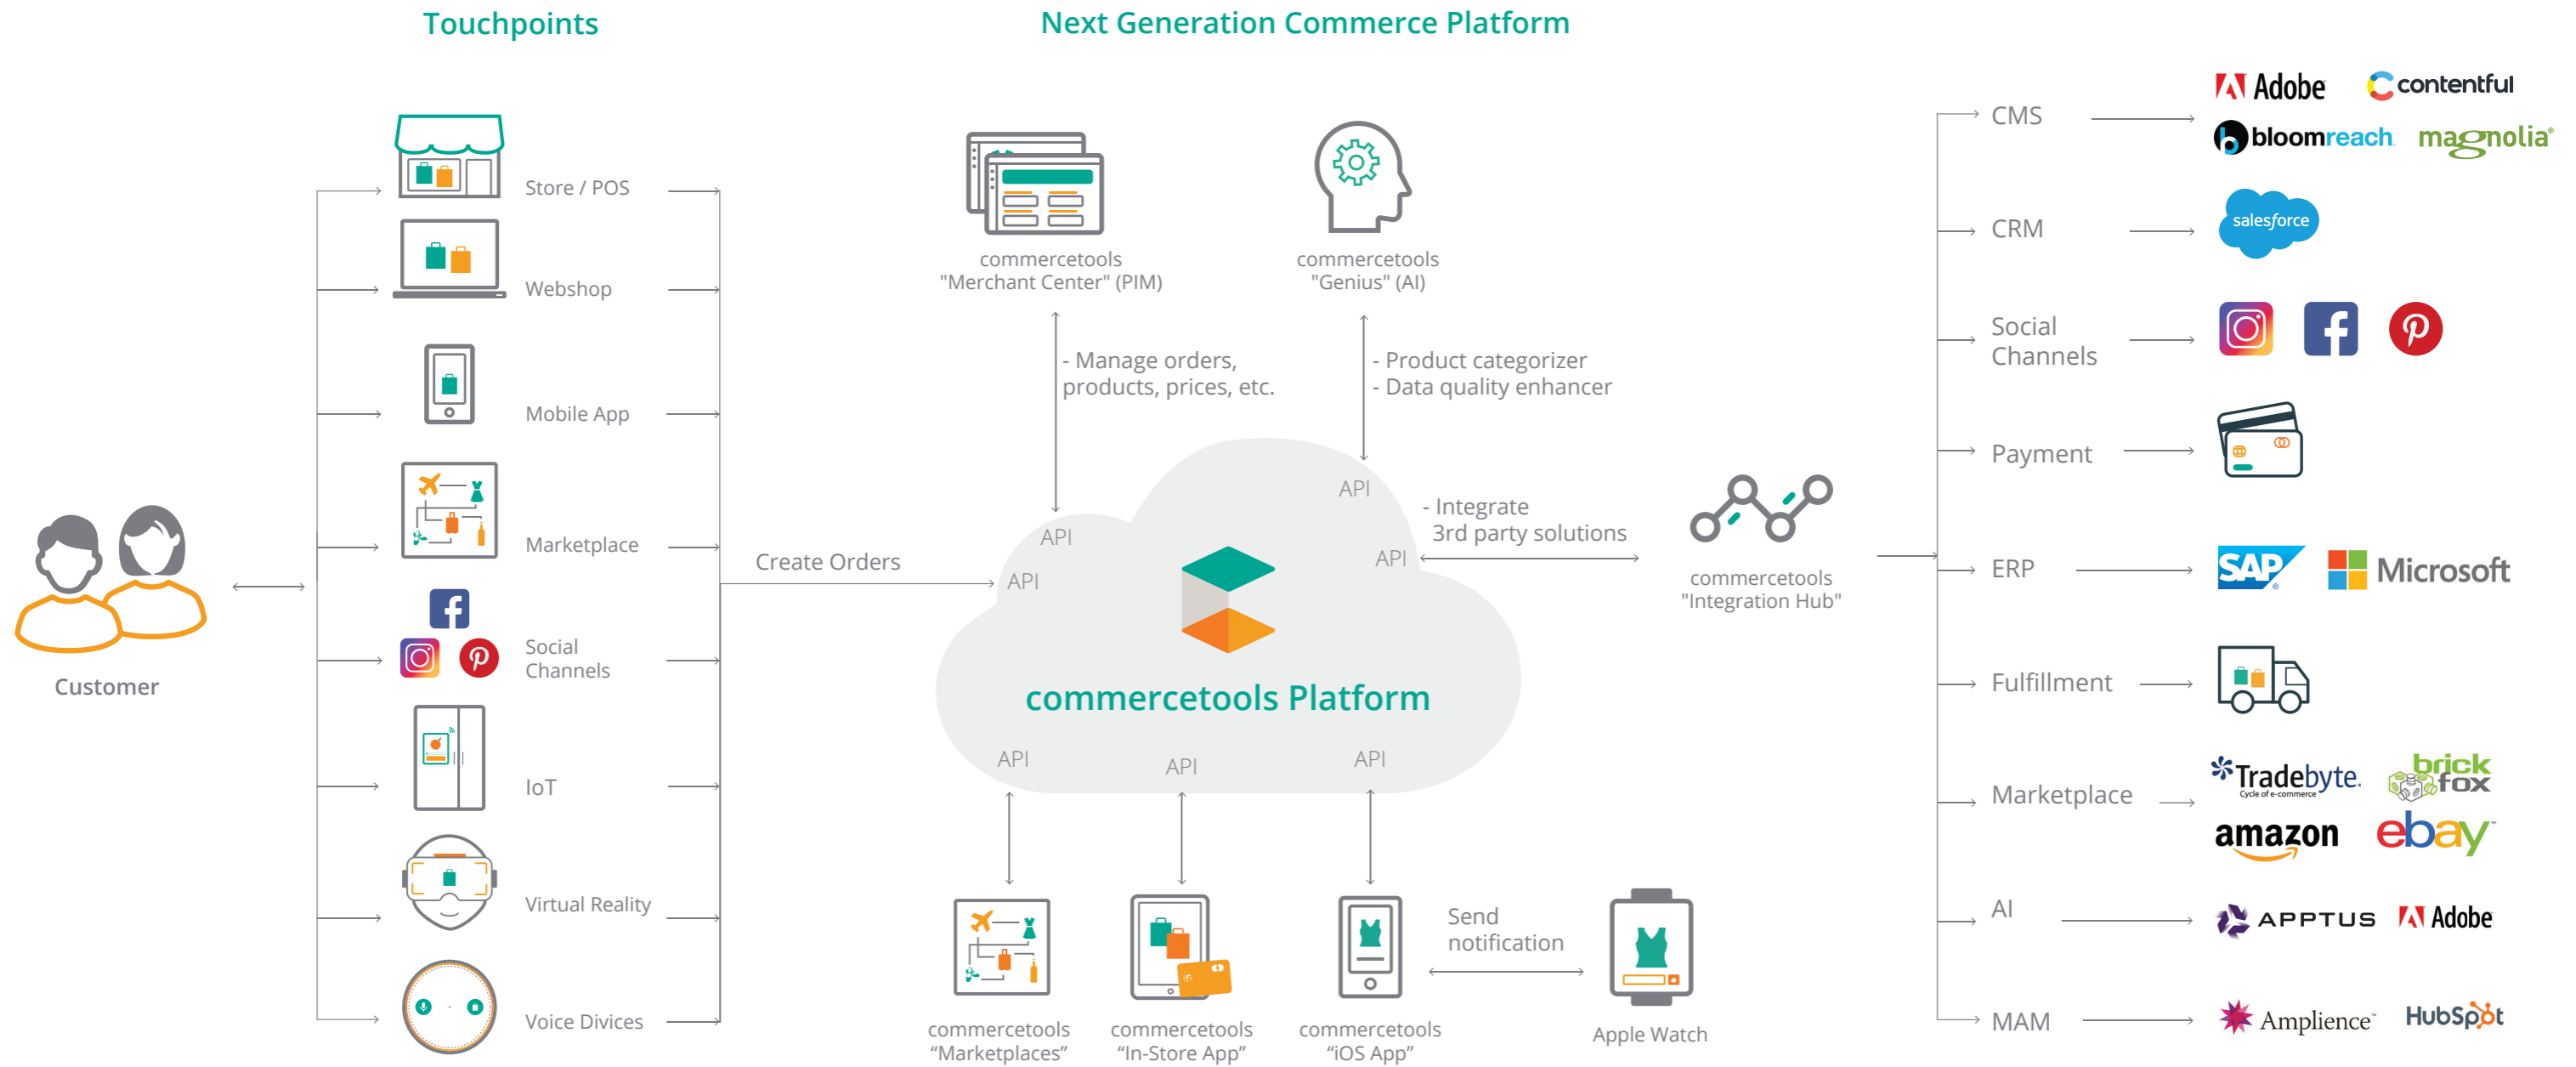 Touchpoints
Next Generation Commerce Platform
Customer
Store / POS
Webshop
Mobile App
Marketplace
Social
Channels
IoT
Virtual Reality
Voice Divices
Create Orders
commercetools
"Merchant Center" (PIM)
- Manage orders,
products, prices, etc.
commercetools
"Genius" (AI)
- Product categorizer
- Data quality enhancer
API
API
API
API
- Integrate
3rd party solutions
commercetools
"Integration Hub"
commercetools Platform
API
API
API
commercetools
“Marketplaces”
commercetools
“In-Store App”
commercetools
“iOS App”
Send
notification
Apple Watch
CMS
Adobe
contentful
bloomreach
magnolia®
CRM
salesforce
Social
Channels
Payment
ERP
SAP®
Microsoft
Fulfillment
Marketplace
Tradebyte.
Cycle of e-commerce
brick
fox
amazon
ebay™
AI
APPTUS
Adobe
MAM
Amplience™
HubSpot